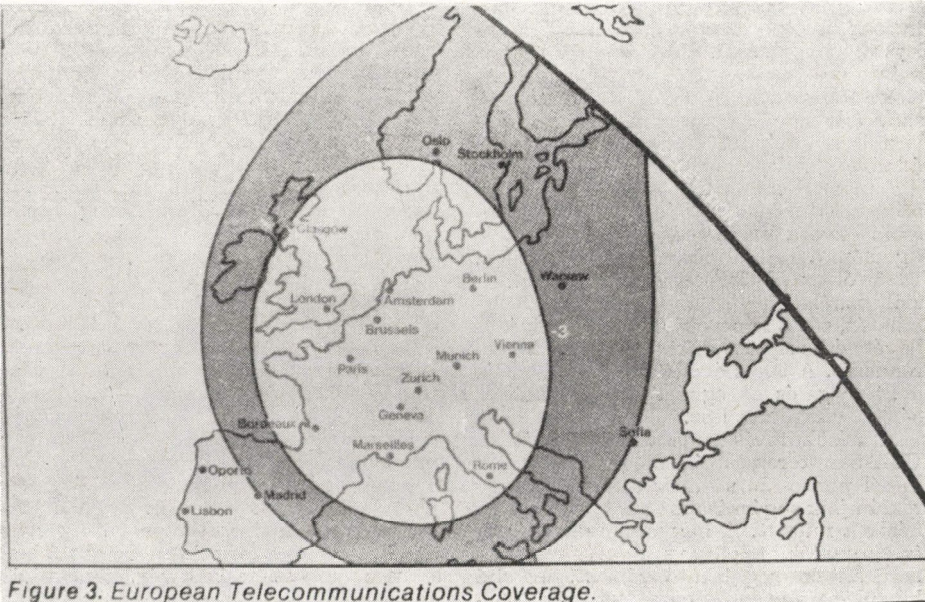 Oslo
Stockholm
Glasgow
Warsaw
Berlin
London
Amsterdam
Brussels
-3
Vienna
Paris
Munich
Zurich
Geneva
Bordeaux
Sofia
Marseilles
Rome
Oporto
Madrid
Lisbon
Figure 3. European Telecommunications Coverage.